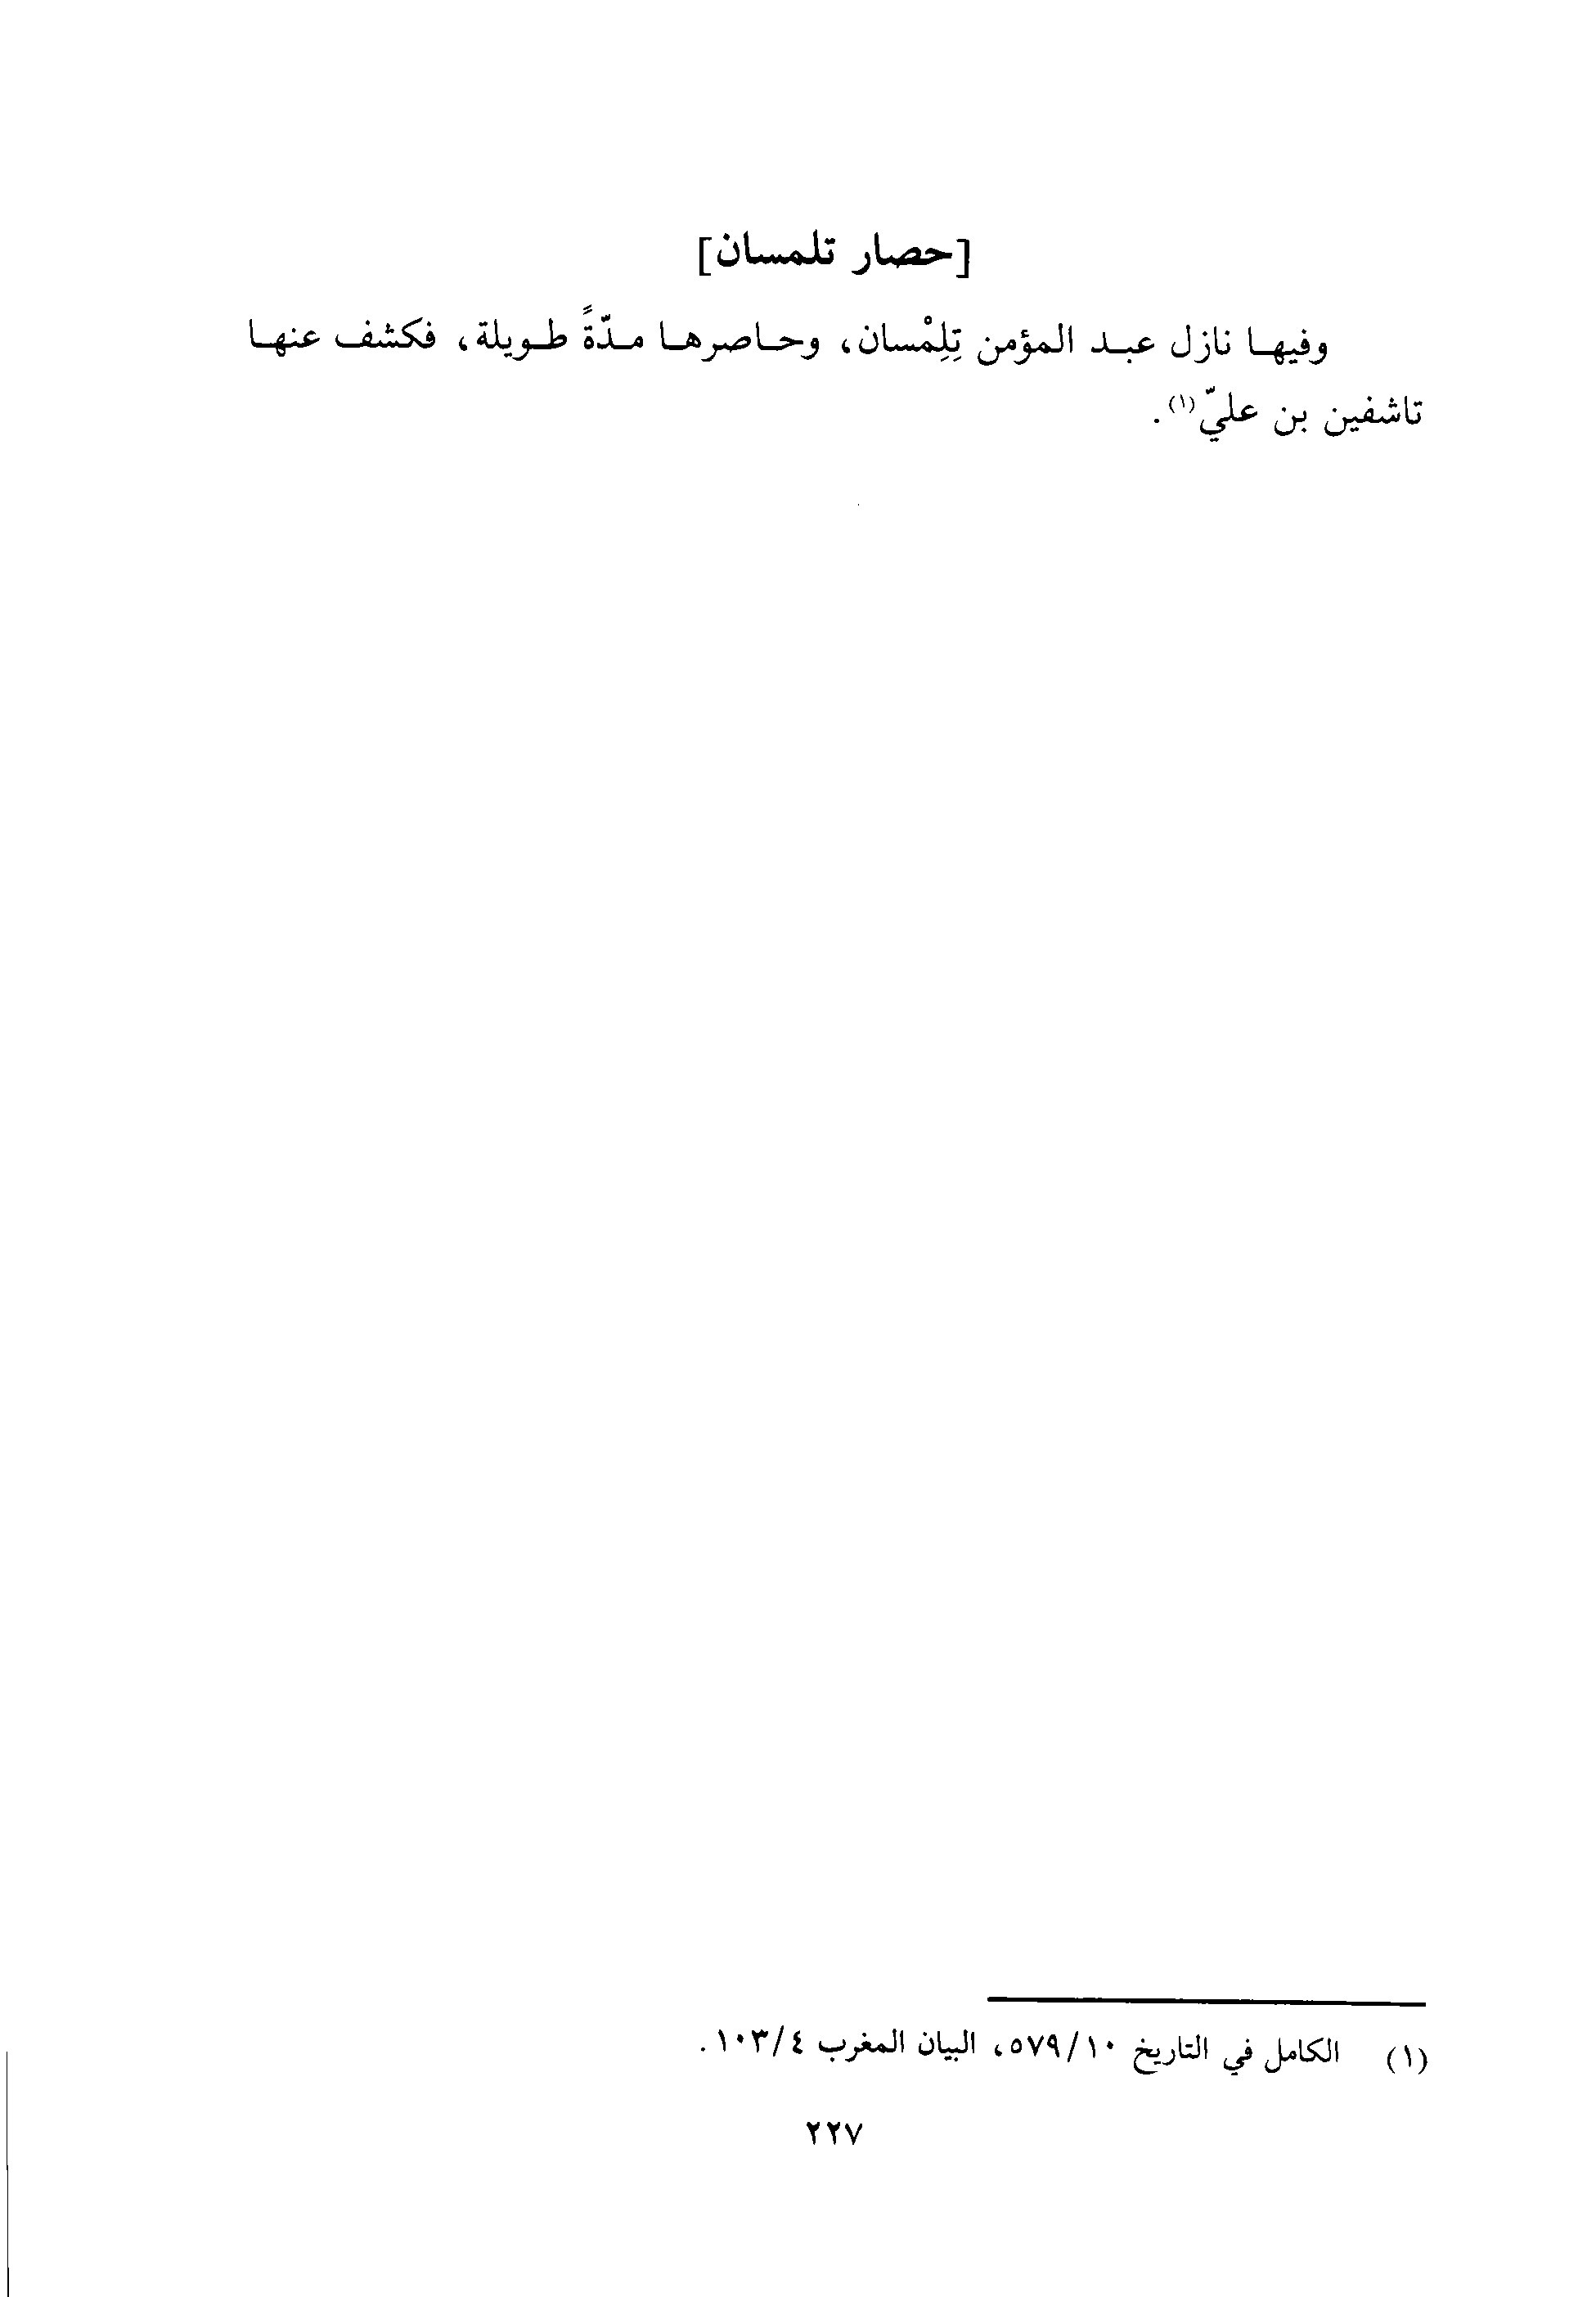 [حصار تلمسان]
وفيها نازل عبد المؤمن تِلِمْسان، وحاصرها مدّةً طويلة، فكشف عنها
تاشفين بن عليّ(١).
(١) الكامل في التاريخ ١٠/٥٧٩، البيان المغرب ٤/١٠٣.
٢٢٧